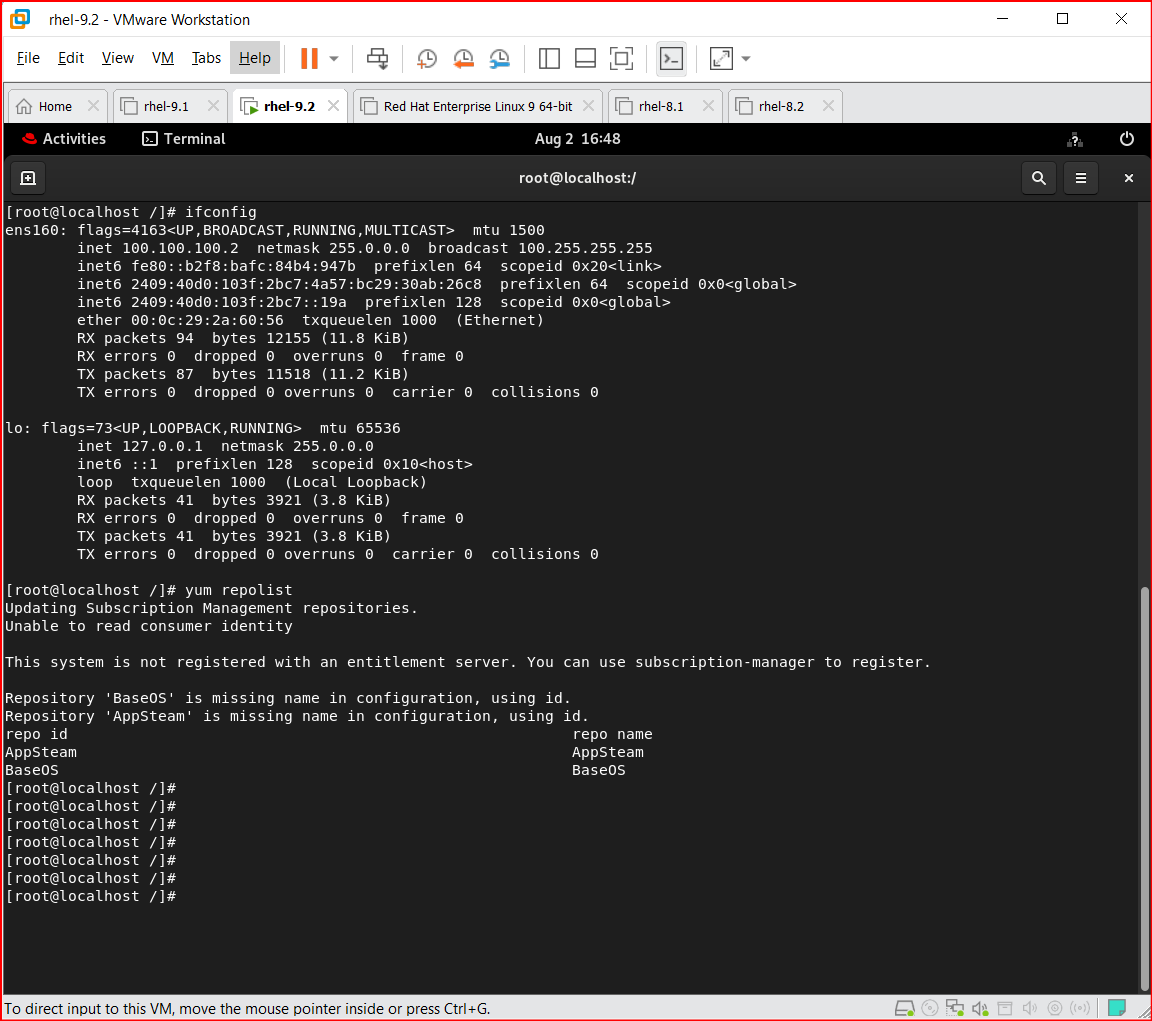 rhel-9.2 - VMware Workstation
File Edit View VM Tabs Help
Home rhel-9.1 rhel-9.2 Red Hat Enterprise Linux 9 64-bit rhel-8.1 rhel-8.2
Activities Terminal Aug 2 16:48
root@localhost:/
[root@localhost /]# ifconfig
ens160: flags=4163<UP,BROADCAST,RUNNING,MULTICAST>  mtu 1500
        inet 100.100.100.2  netmask 255.0.0.0  broadcast 100.255.255.255
        inet6 fe80::b2f8:bafc:84b4:947b  prefixlen 64  scopeid 0x20<link>
        inet6 2409:40d0:103f:2bc7:4a57:bc29:30ab:26c8  prefixlen 64  scopeid 0x0<global>
        inet6 2409:40d0:103f:2bc7::19a  prefixlen 128  scopeid 0x0<global>
        ether 00:0c:29:2a:60:56  txqueuelen 1000  (Ethernet)
        RX packets 94  bytes 12155 (11.8 KiB)
        RX errors 0  dropped 0  overruns 0  frame 0
        TX packets 87  bytes 11518 (11.2 KiB)
        TX errors 0  dropped 0 overruns 0  carrier 0  collisions 0
lo: flags=73<UP,LOOPBACK,RUNNING>  mtu 65536
        inet 127.0.0.1  netmask 255.0.0.0
        inet6 ::1  prefixlen 128  scopeid 0x10<host>
        loop  txqueuelen 1000  (Local Loopback)
        RX packets 41  bytes 3921 (3.8 KiB)
        RX errors 0  dropped 0  overruns 0  frame 0
        TX packets 41  bytes 3921 (3.8 KiB)
        TX errors 0  dropped 0 overruns 0  carrier 0  collisions 0
[root@localhost /]# yum repolist
Updating Subscription Management repositories.
Unable to read consumer identity
This system is not registered with an entitlement server. You can use subscription-manager to register.
Repository 'BaseOS' is missing name in configuration, using id.
Repository 'AppSteam' is missing name in configuration, using id.
repo id repo name
AppSteam AppSteam
BaseOS BaseOS
[root@localhost /]#
[root@localhost /]#
[root@localhost /]#
[root@localhost /]#
[root@localhost /]#
[root@localhost /]#
[root@localhost /]#
To direct input to this VM, move the mouse pointer inside or press Ctrl+G.